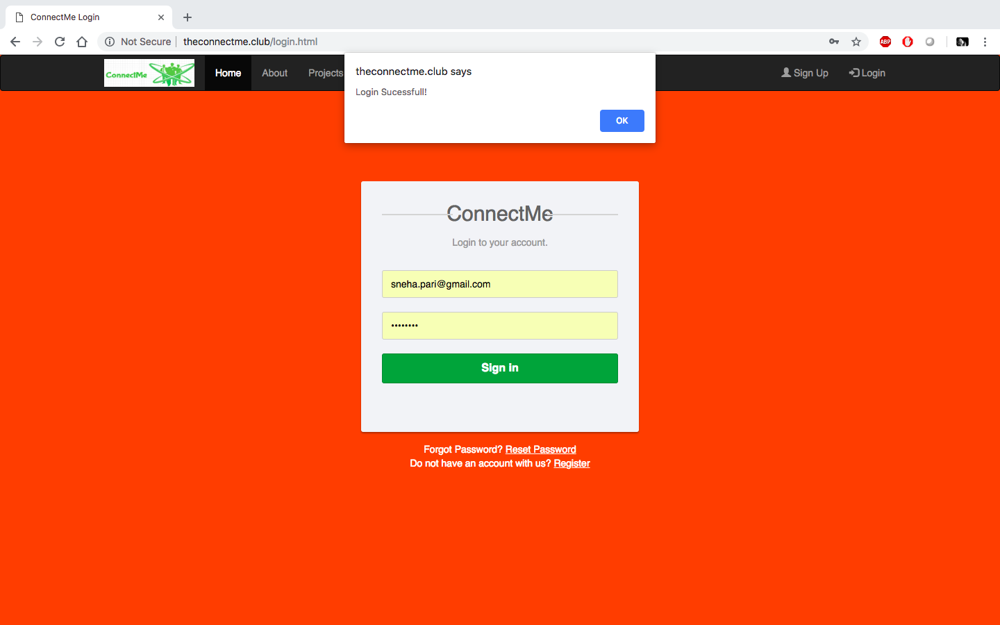 ConnectMe Login
Not Secure theconnectme.club/login.html
ABP
ConnectMe Home About Projects Sign Up Login
theconnectme.club says
Login Sucessfull!
OK
ConnectMe
Login to your account.
sneha.pari@gmail.com
••••••••
Sign in
Forgot Password? Reset Password
Do not have an account with us? Register